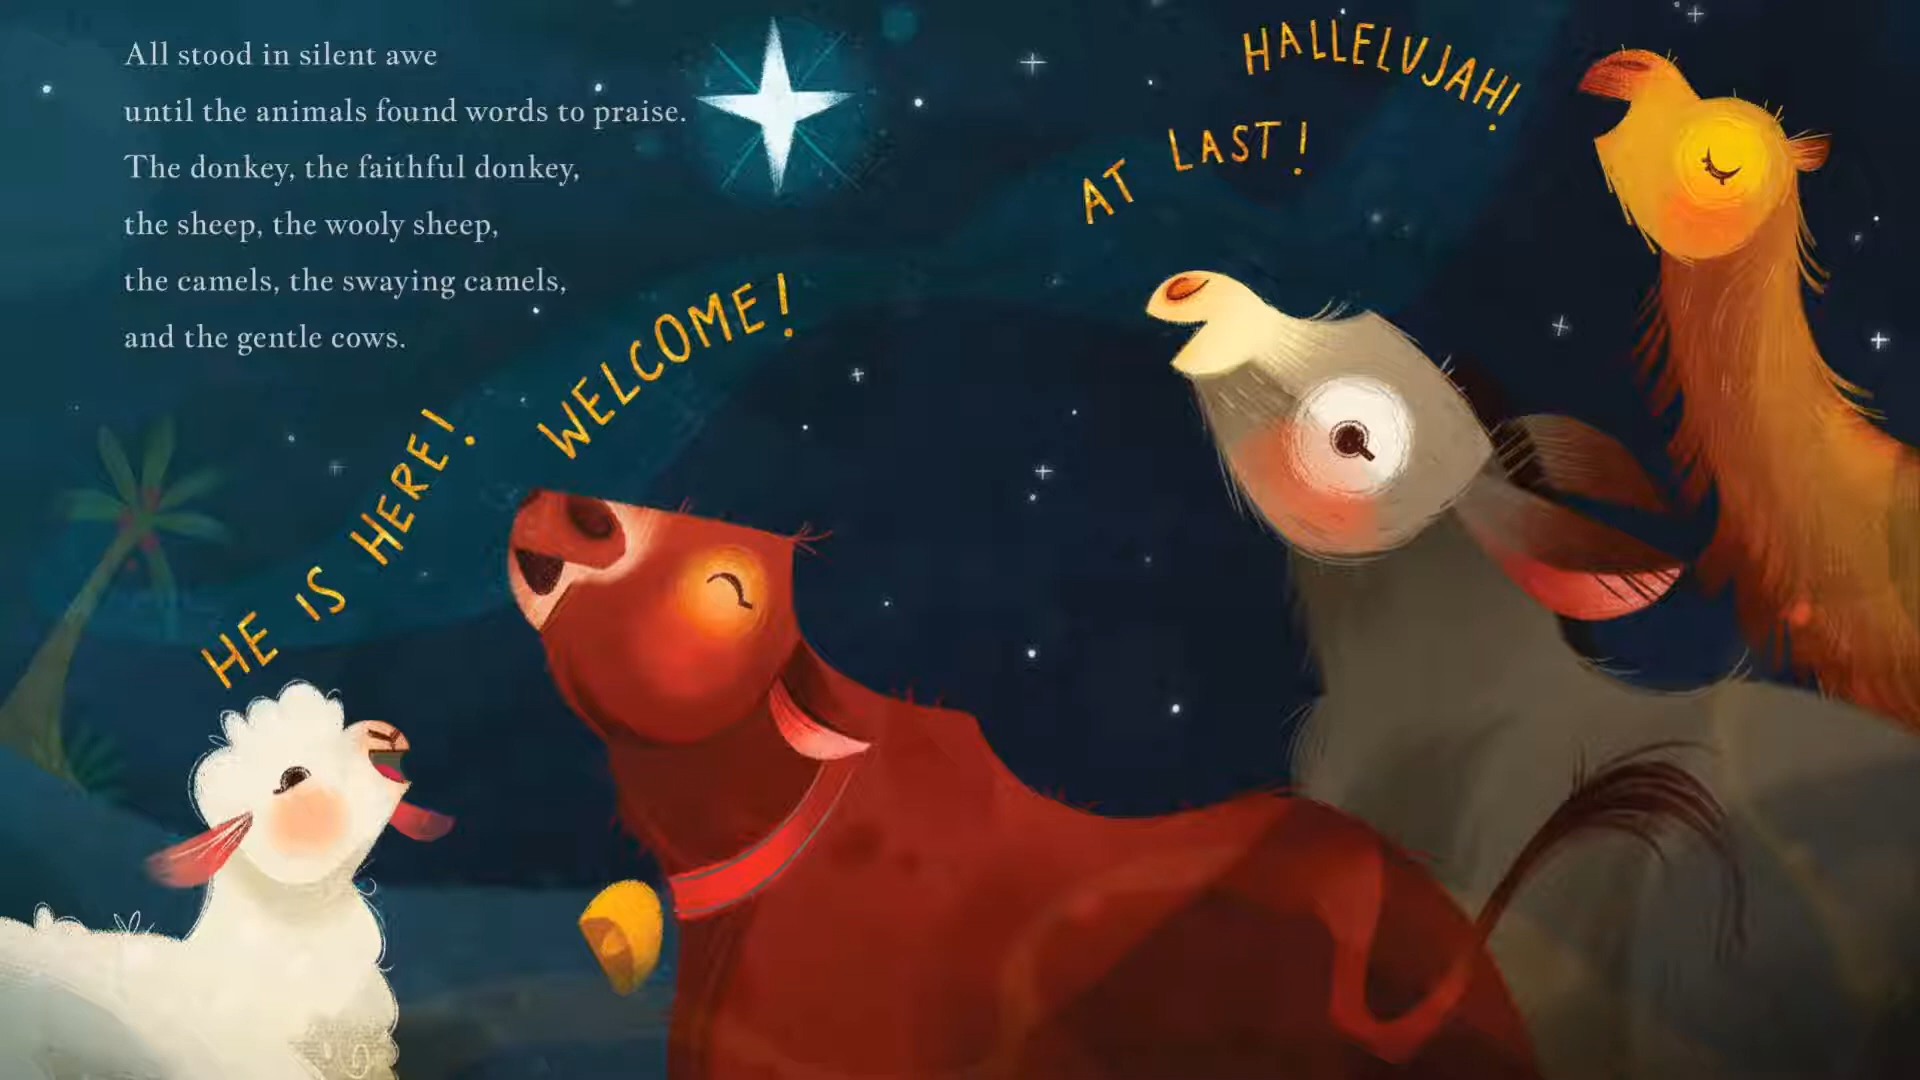 All stood in silent awe
until the animals found words to praise.
The donkey, the faithful donkey,
the sheep, the wooly sheep,
the camels, the swaying camels,
and the gentle cows.
HE IS HERE!
WELCOME!
AT LAST!
HALLELUJAH!